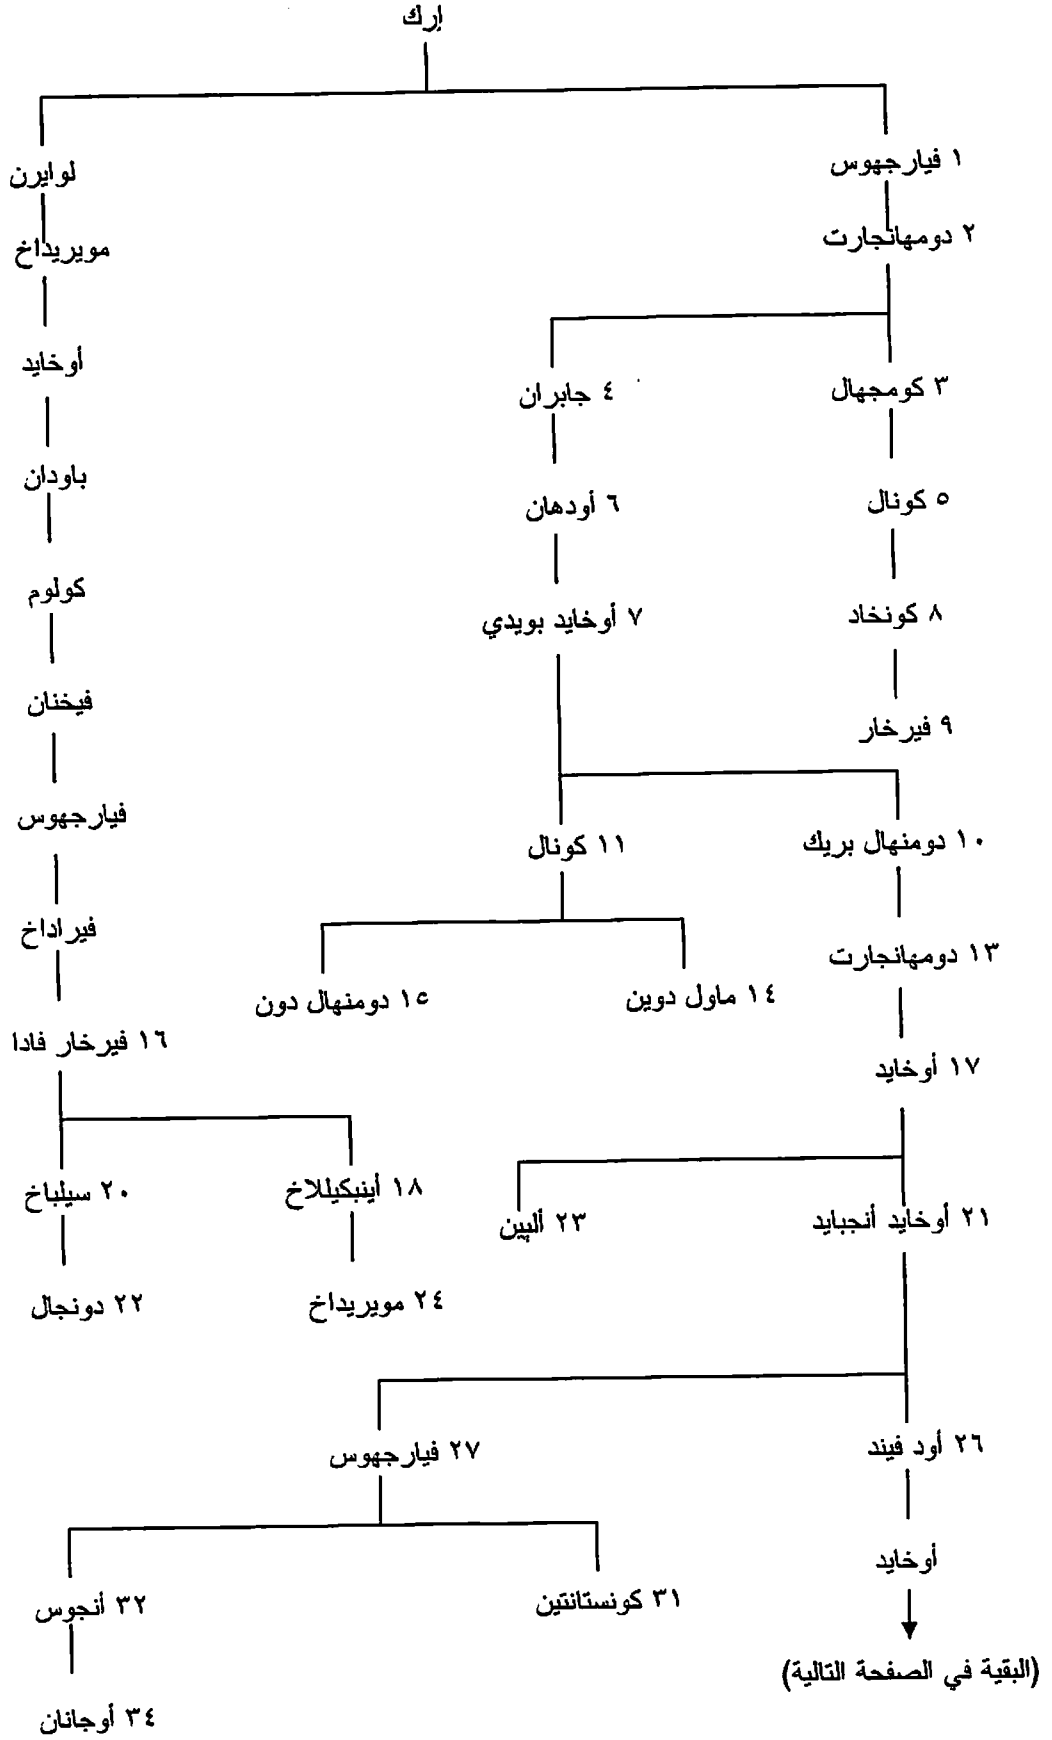 إرك
١ فيارجهوس
لوايرن
٢ دومهانجارت
مويريداخ
أوخايد
٣ كومجهال
٤ جابران
باودان
٥ كونال
٦ أودهان
كولوم
٨ كونخاد
٧ أوخايد بويدي
فيخنان
٩ فيرخار
فيارجهوس
١٠ دومنهال بريك
١١ كونال
فيراداخ
١٣ دومهانجارت
١٤ ماول دوين
١٥ دومنهال دون
١٦ فيرخار فادا
١٧ أوخايد
١٨ أينبكيللاخ
٢٠ سيلباخ
٢١ أوخايد أنجبايد
٢٣ ألبين
٢٤ مويريداخ
٢٢ دونجال
٢٦ أود فيند
٢٧ فيارجهوس
أوخايد
٣١ كونستانتين
٣٢ أنجوس
(البقية في الصفحة التالية)
٣٤ أوجانان